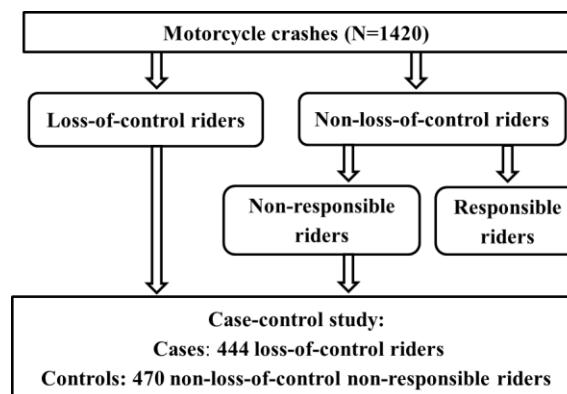 Motorcycle crashes (N=1420)
Loss-of-control riders
Non-loss-of-control riders
Non-responsible
riders
Responsible
riders
Case-control study:
Cases: 444 loss-of-control riders
Controls: 470 non-loss-of-control non-responsible riders